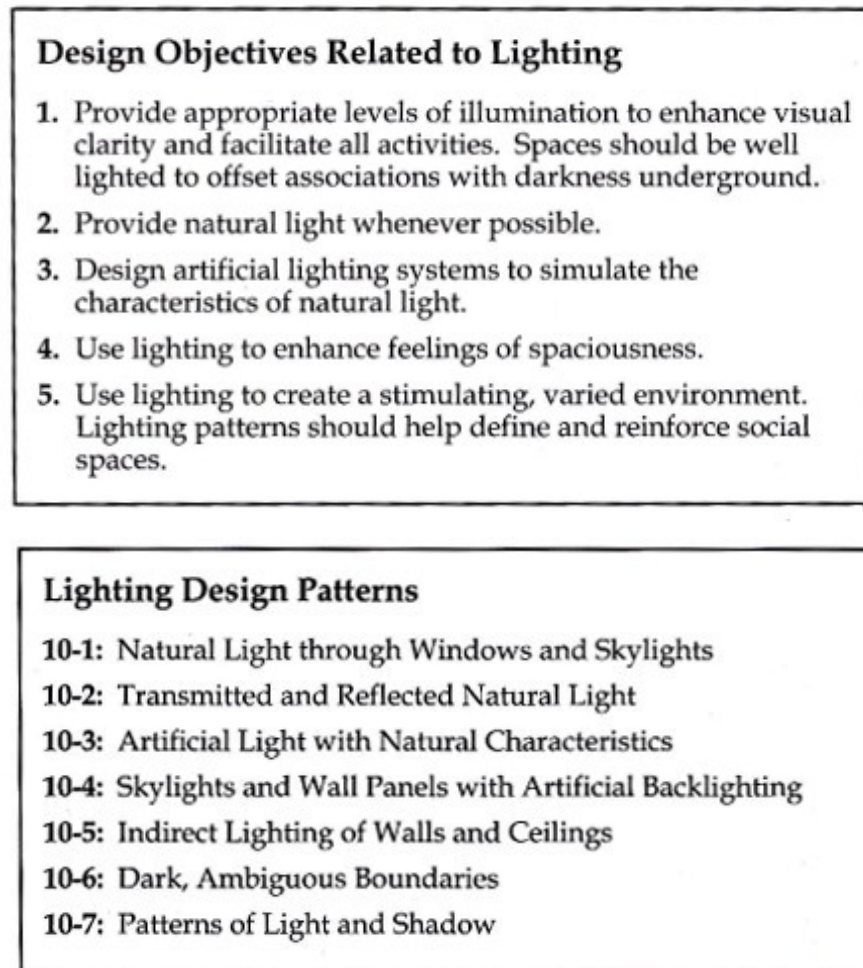 Design Objectives Related to Lighting
1. Provide appropriate levels of illumination to enhance visual
clarity and facilitate all activities. Spaces should be well
lighted to offset associations with darkness underground.
2. Provide natural light whenever possible.
3. Design artificial lighting systems to simulate the
characteristics of natural light.
4. Use lighting to enhance feelings of spaciousness.
5. Use lighting to create a stimulating, varied environment.
Lighting patterns should help define and reinforce social
spaces.
Lighting Design Patterns
10-1: Natural Light through Windows and Skylights
10-2: Transmitted and Reflected Natural Light
10-3: Artificial Light with Natural Characteristics
10-4: Skylights and Wall Panels with Artificial Backlighting
10-5: Indirect Lighting of Walls and Ceilings
10-6: Dark, Ambiguous Boundaries
10-7: Patterns of Light and Shadow